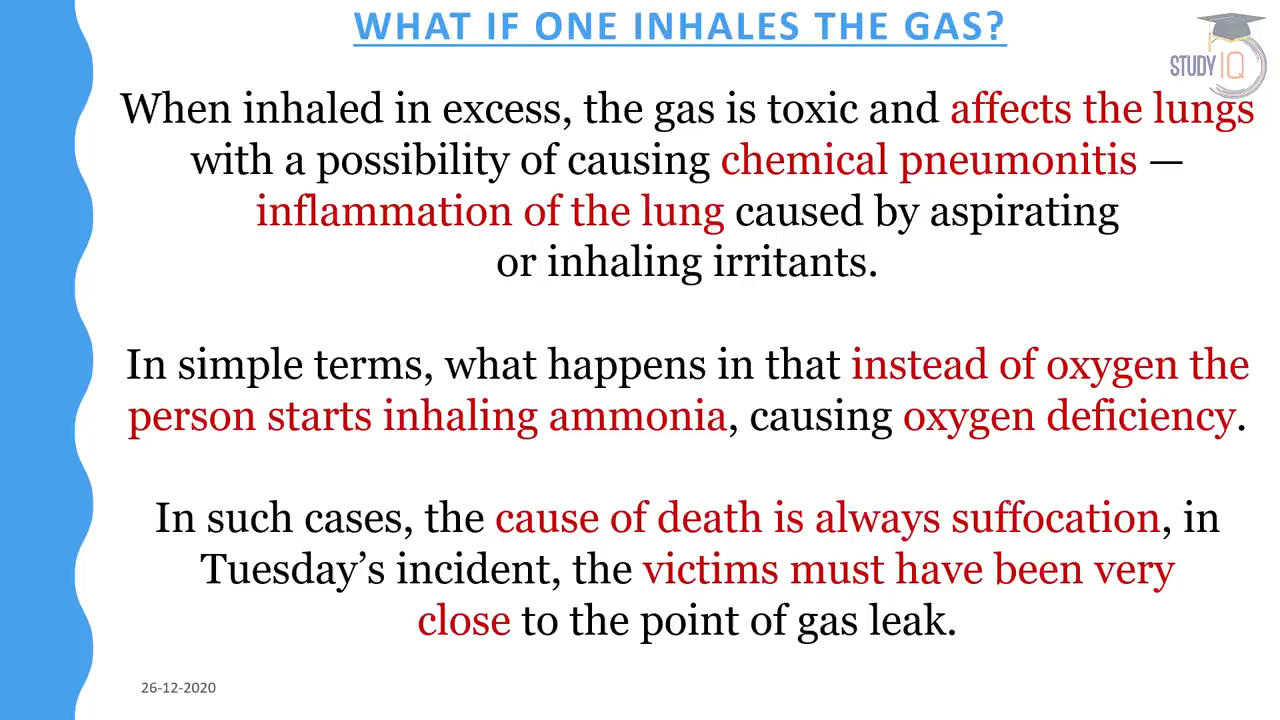 WHAT IF ONE INHALES THE GAS?
STUDY IQ
When inhaled in excess, the gas is toxic and affects the lungs
with a possibility of causing chemical pneumonitis —
inflammation of the lung caused by aspirating
or inhaling irritants.
In simple terms, what happens in that instead of oxygen the
person starts inhaling ammonia, causing oxygen deficiency.
In such cases, the cause of death is always suffocation, in
Tuesday’s incident, the victims must have been very
close to the point of gas leak.
26-12-2020